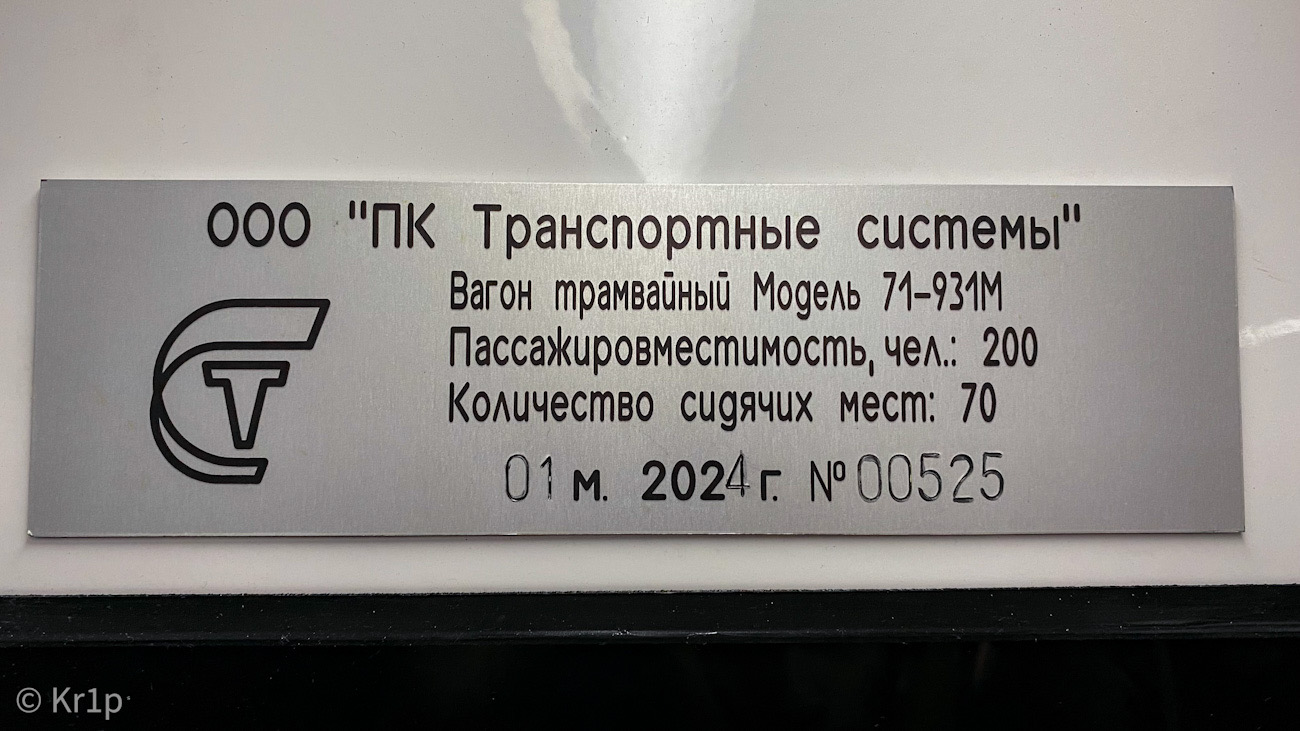 ООО "ПК Транспортные системы"
Вагон трамвайный Модель 71-931М
Пассажировместимость, чел.: 200
Количество сидячих мест: 70
01 м. 2024 г. №00525
СТ
© Kr1p